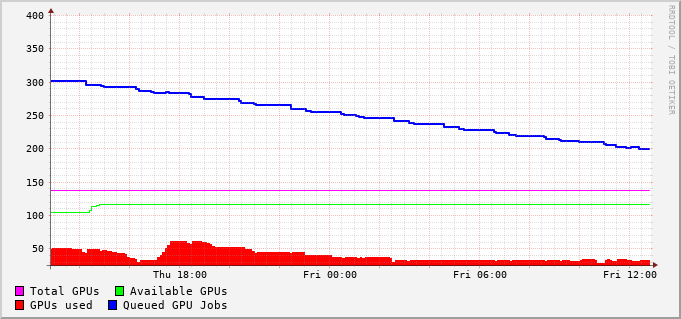 400
350
300
250
200
150
100
50
Thu 18:00 Fri 00:00 Fri 06:00 Fri 12:00
Total GPUs Available GPUs
GPUs used Queued GPU Jobs
RRDTOOL / TOBI OETIKER